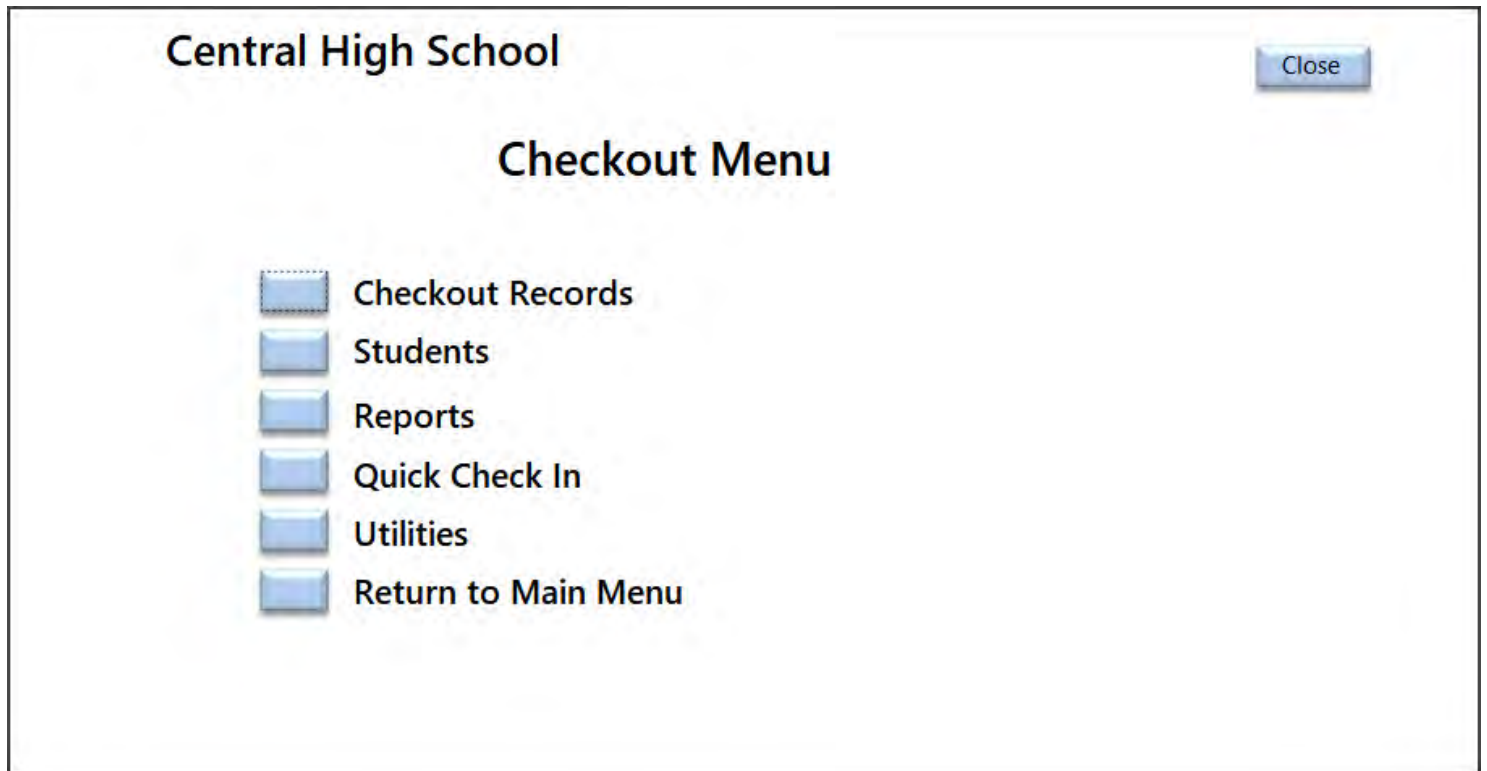 Central High School
Close
Checkout Menu
Checkout Records
Students
Reports
Quick Check In
Utilities
Return to Main Menu